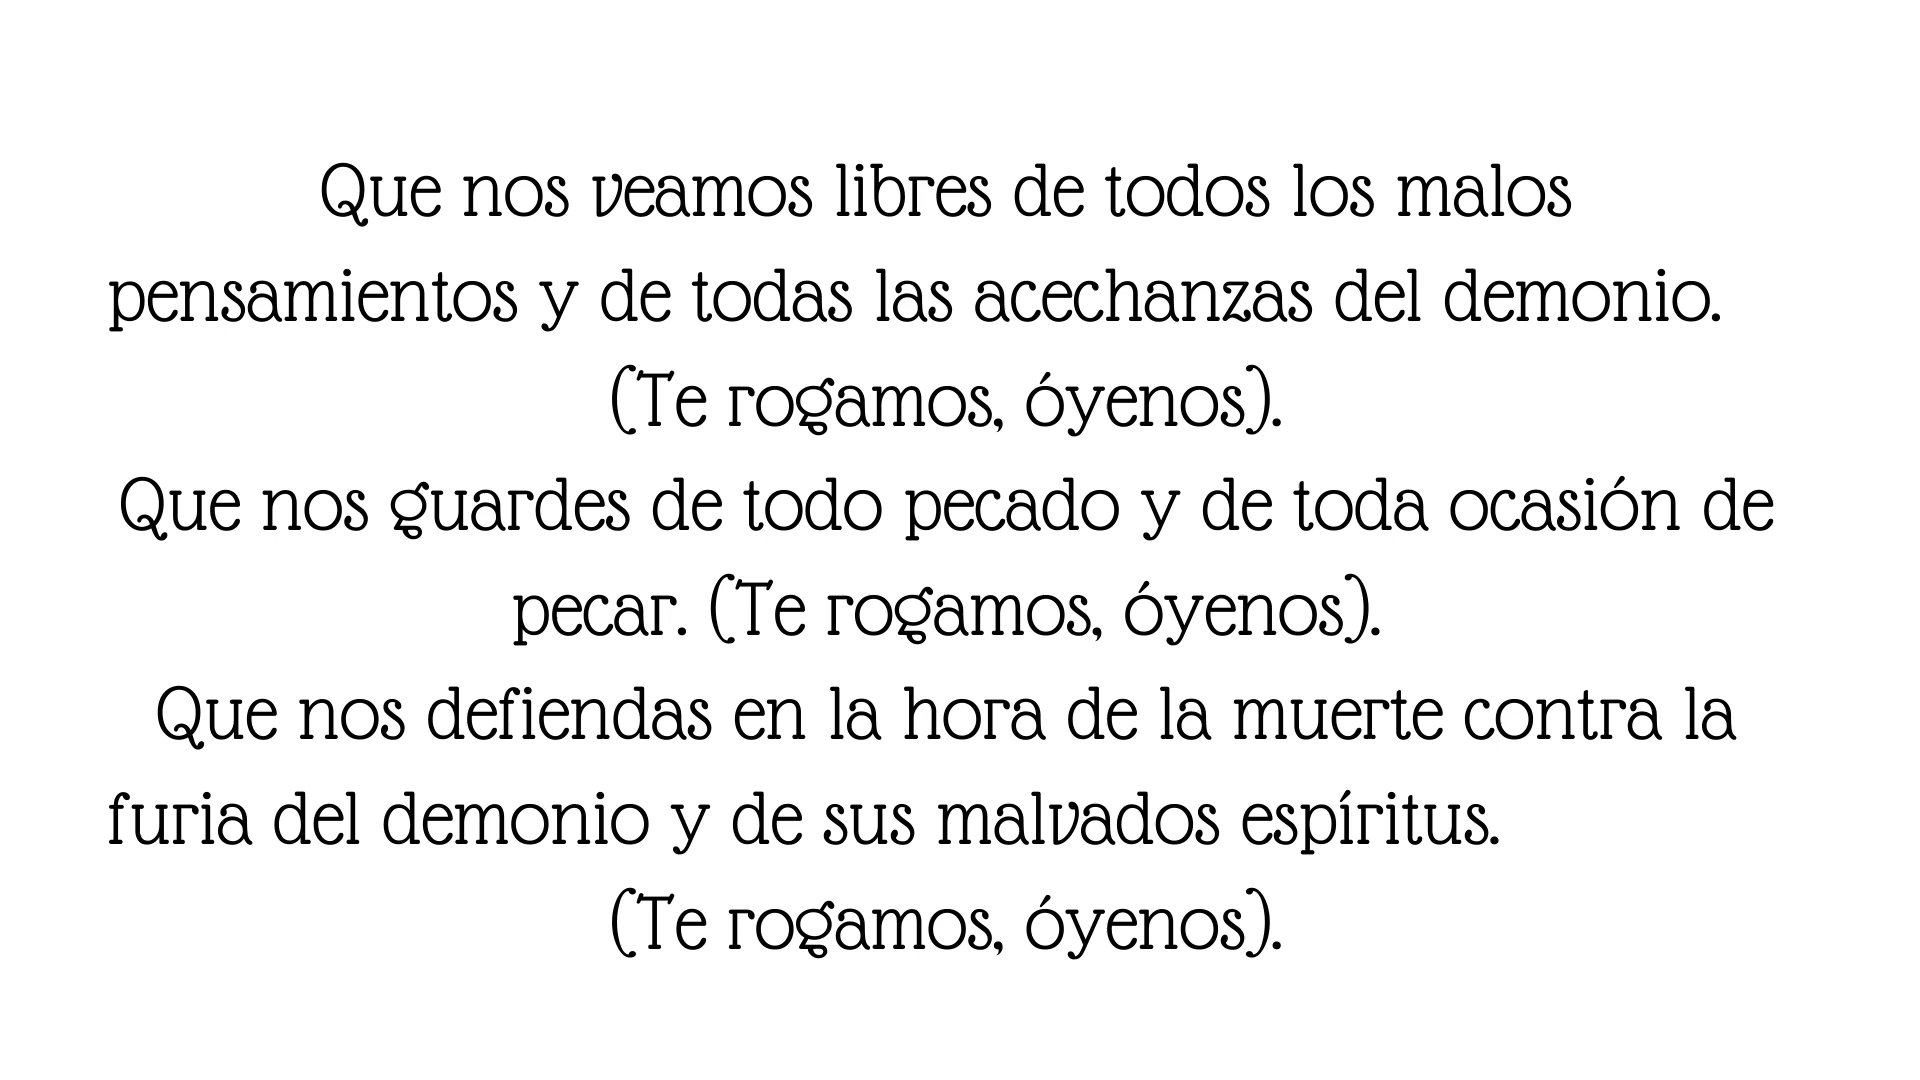 Que nos veamos libres de todos los malos
pensamientos y de todas las acechanzas del demonio.
(Te rogamos, óyenos).
Que nos guardes de todo pecado y de toda ocasión de
pecar. (Te rogamos, óyenos).
Que nos defiendas en la hora de la muerte contra la
furia del demonio y de sus malvados espíritus.
(Te rogamos, óyenos).